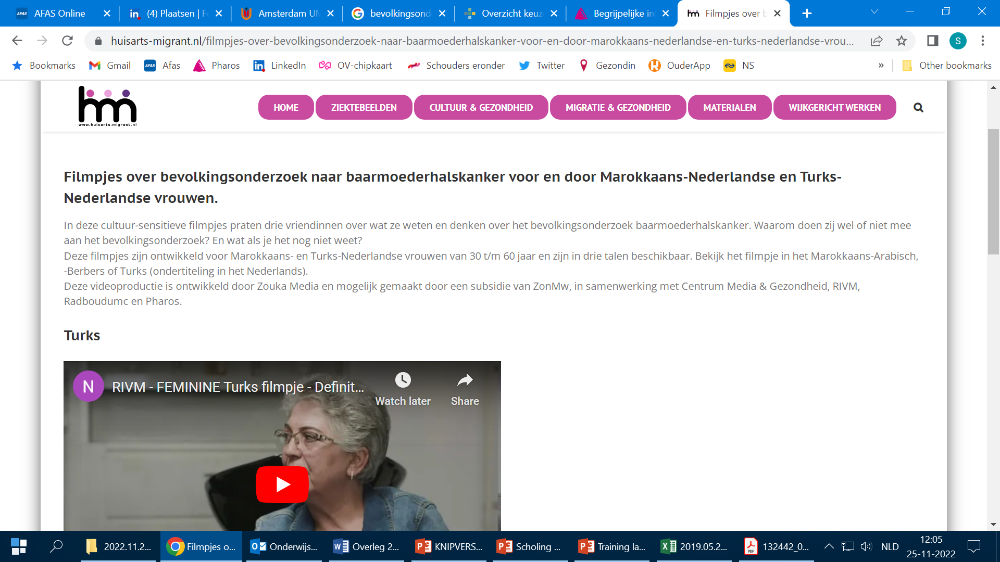 AFAS Online
(4) Plaatsen | Fe
Amsterdam UM
bevolkingsond
Overzicht keuz
Begrijpelijke in
Filmpjes over b
huisarts-migrant.nl/filmpjes-over-bevolkingsonderzoek-naar-baarmoederhalskanker-voor-en-door-marokkaans-nederlandse-en-turks-nederlandse-vrou...
S
Bookmarks
Gmail
AFAS
Afas
Pharos
LinkedIn
OV-chipkaart
Schouders eronder
Twitter
Gezondin
OuderApp
NS
»
Other bookmarks
hm
www.huisarts-migrant.nl
HOME
ZIEKTEBEELDEN
CULTUUR & GEZONDHEID
MIGRATIE & GEZONDHEID
MATERIALEN
WIJKGERICHT WERKEN
Filmpjes over bevolkingsonderzoek naar baarmoederhalskanker voor en door Marokkaans-Nederlandse en Turks-
Nederlandse vrouwen.
In deze cultuur-sensitieve filmpjes praten drie vriendinnen over wat ze weten en denken over het bevolkingsonderzoek baarmoederhalskanker. Waarom doen zij wel of niet mee
aan het bevolkingsonderzoek? En wat als je het nog niet weet?
Deze filmpjes zijn ontwikkeld voor Marokkaans- en Turks-Nederlandse vrouwen van 30 t/m 60 jaar en zijn in drie talen beschikbaar. Bekijk het filmpje in het Marokkaans-Arabisch,
-Berbers of Turks (ondertiteling in het Nederlands).
Deze videoproductie is ontwikkeld door Zouka Media en mogelijk gemaakt door een subsidie van ZonMw, in samenwerking met Centrum Media & Gezondheid, RIVM,
Radboudumc en Pharos.
Turks
N
RIVM - FEMININE Turks filmpje - Definit...
Watch later
Share
2022.11.2...
Filmpjes o...
Onderwijs...
Overleg 2...
KNIPVERS...
Scholing ...
Training la...
2019.05.2...
132442_0...
NLD
12:05
25-11-2022